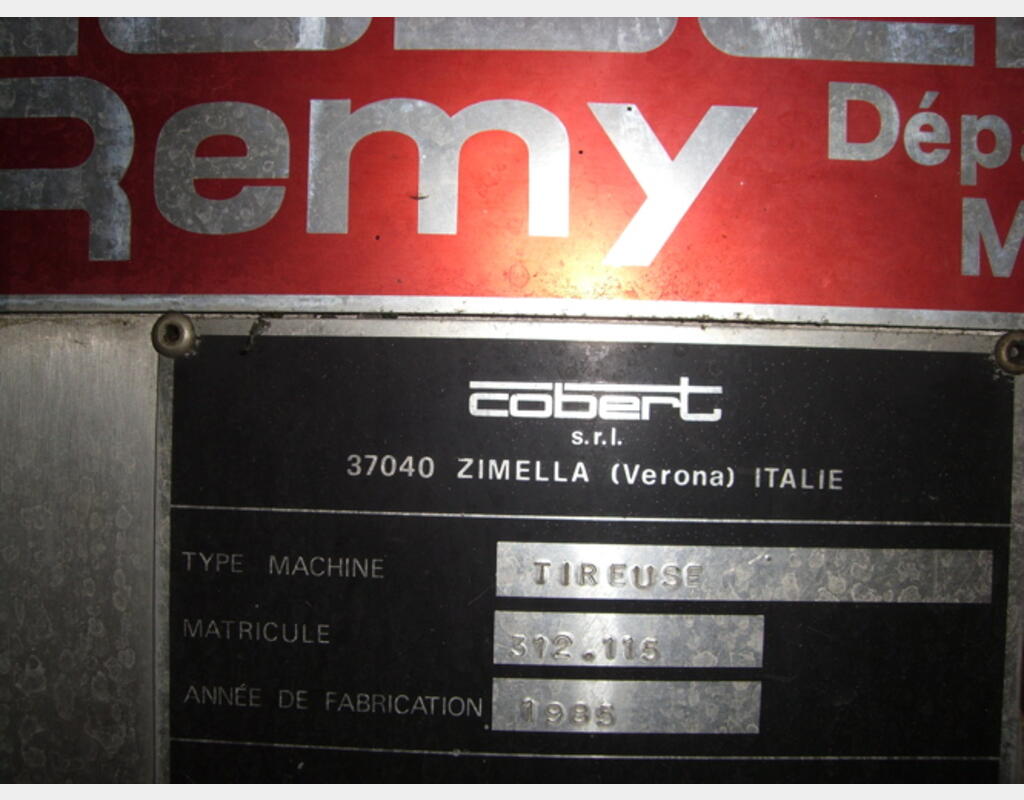 Remy
Dép
M
cobert
s.r.l.
37040 ZIMELLA (Verona) ITALIE
TYPE MACHINE TIREUSE
MATRICULE 312.115
ANNÉE DE FABRICATION 1985